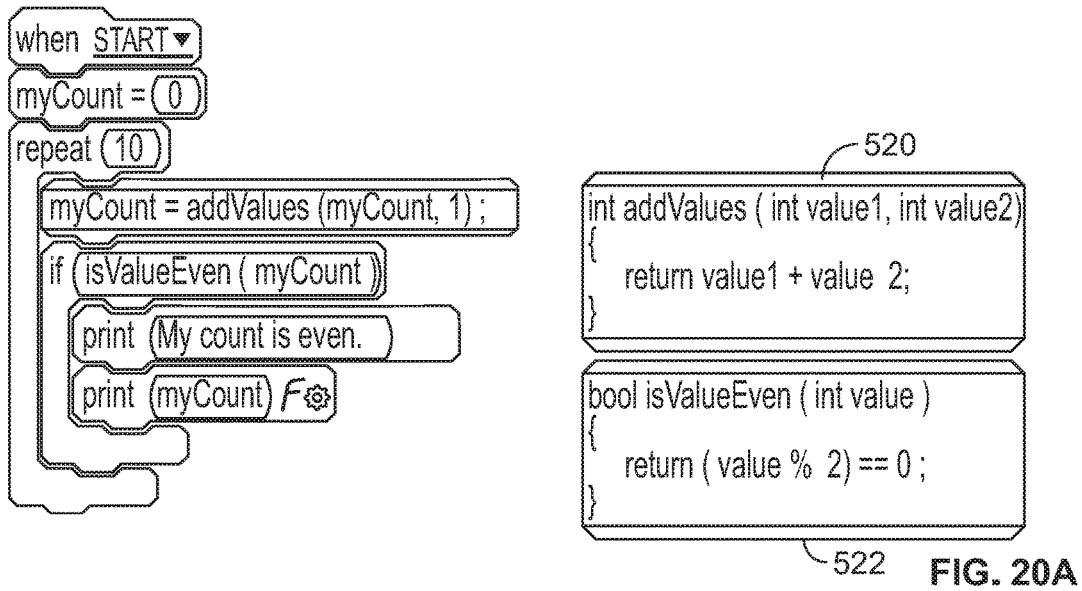 when START
myCount = 0
repeat 10
myCount = addValues (myCount, 1) ;
if isValueEven ( myCount )
print My count is even.
print myCount
520
int addValues ( int value1, int value2)
{
return value1 + value 2;
}
bool isValueEven ( int value )
{
return ( value % 2) == 0 ;
}
522
FIG. 20A